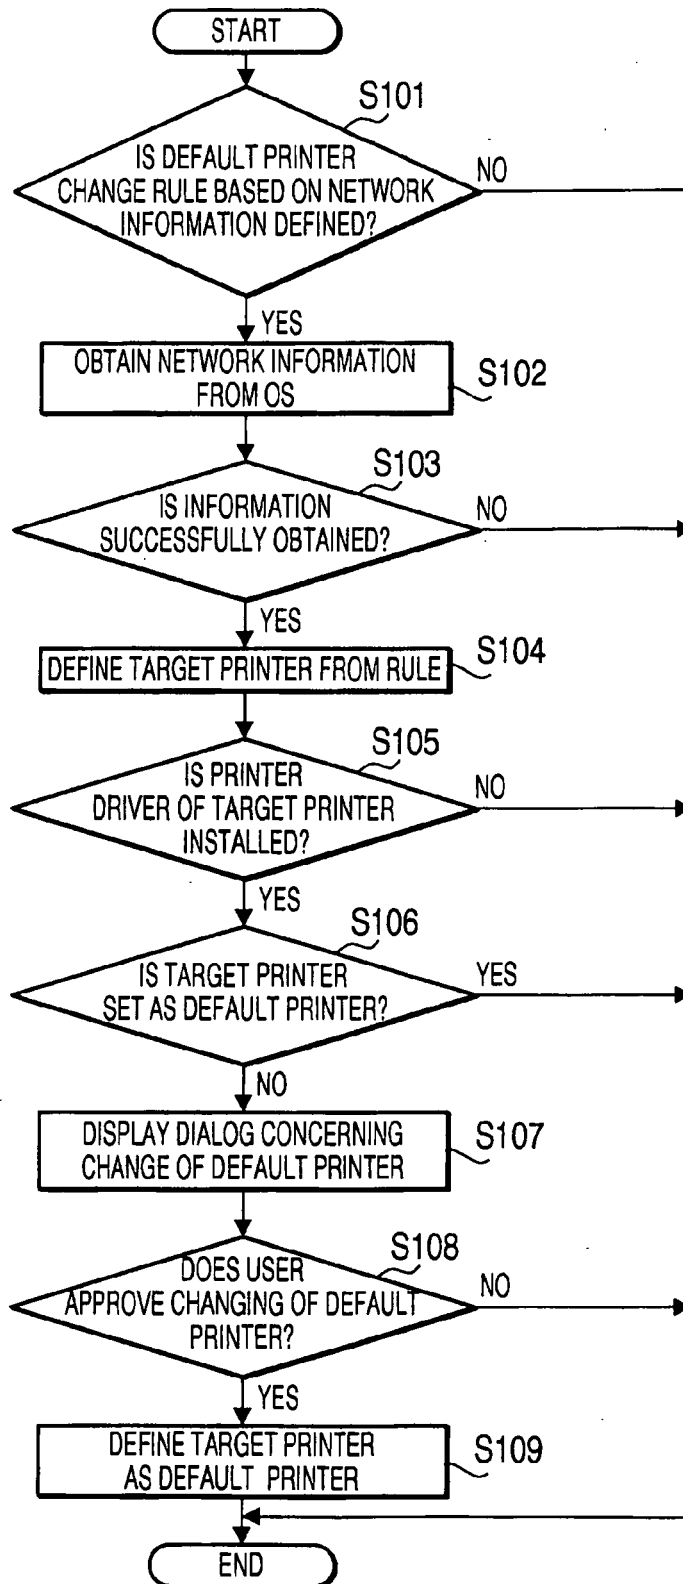 START
S101
IS DEFAULT PRINTER
CHANGE RULE BASED ON NETWORK
INFORMATION DEFINED?
NO
YES
OBTAIN NETWORK INFORMATION
FROM OS
S102
S103
IS INFORMATION
SUCCESSFULLY OBTAINED?
NO
YES
DEFINE TARGET PRINTER FROM RULE
S104
S105
IS PRINTER
DRIVER OF TARGET PRINTER
INSTALLED?
NO
YES
S106
IS TARGET PRINTER
SET AS DEFAULT PRINTER?
YES
NO
DISPLAY DIALOG CONCERNING
CHANGE OF DEFAULT PRINTER
S107
S108
DOES USER
APPROVE CHANGING OF DEFAULT
PRINTER?
NO
YES
DEFINE TARGET PRINTER
AS DEFAULT PRINTER
S109
END